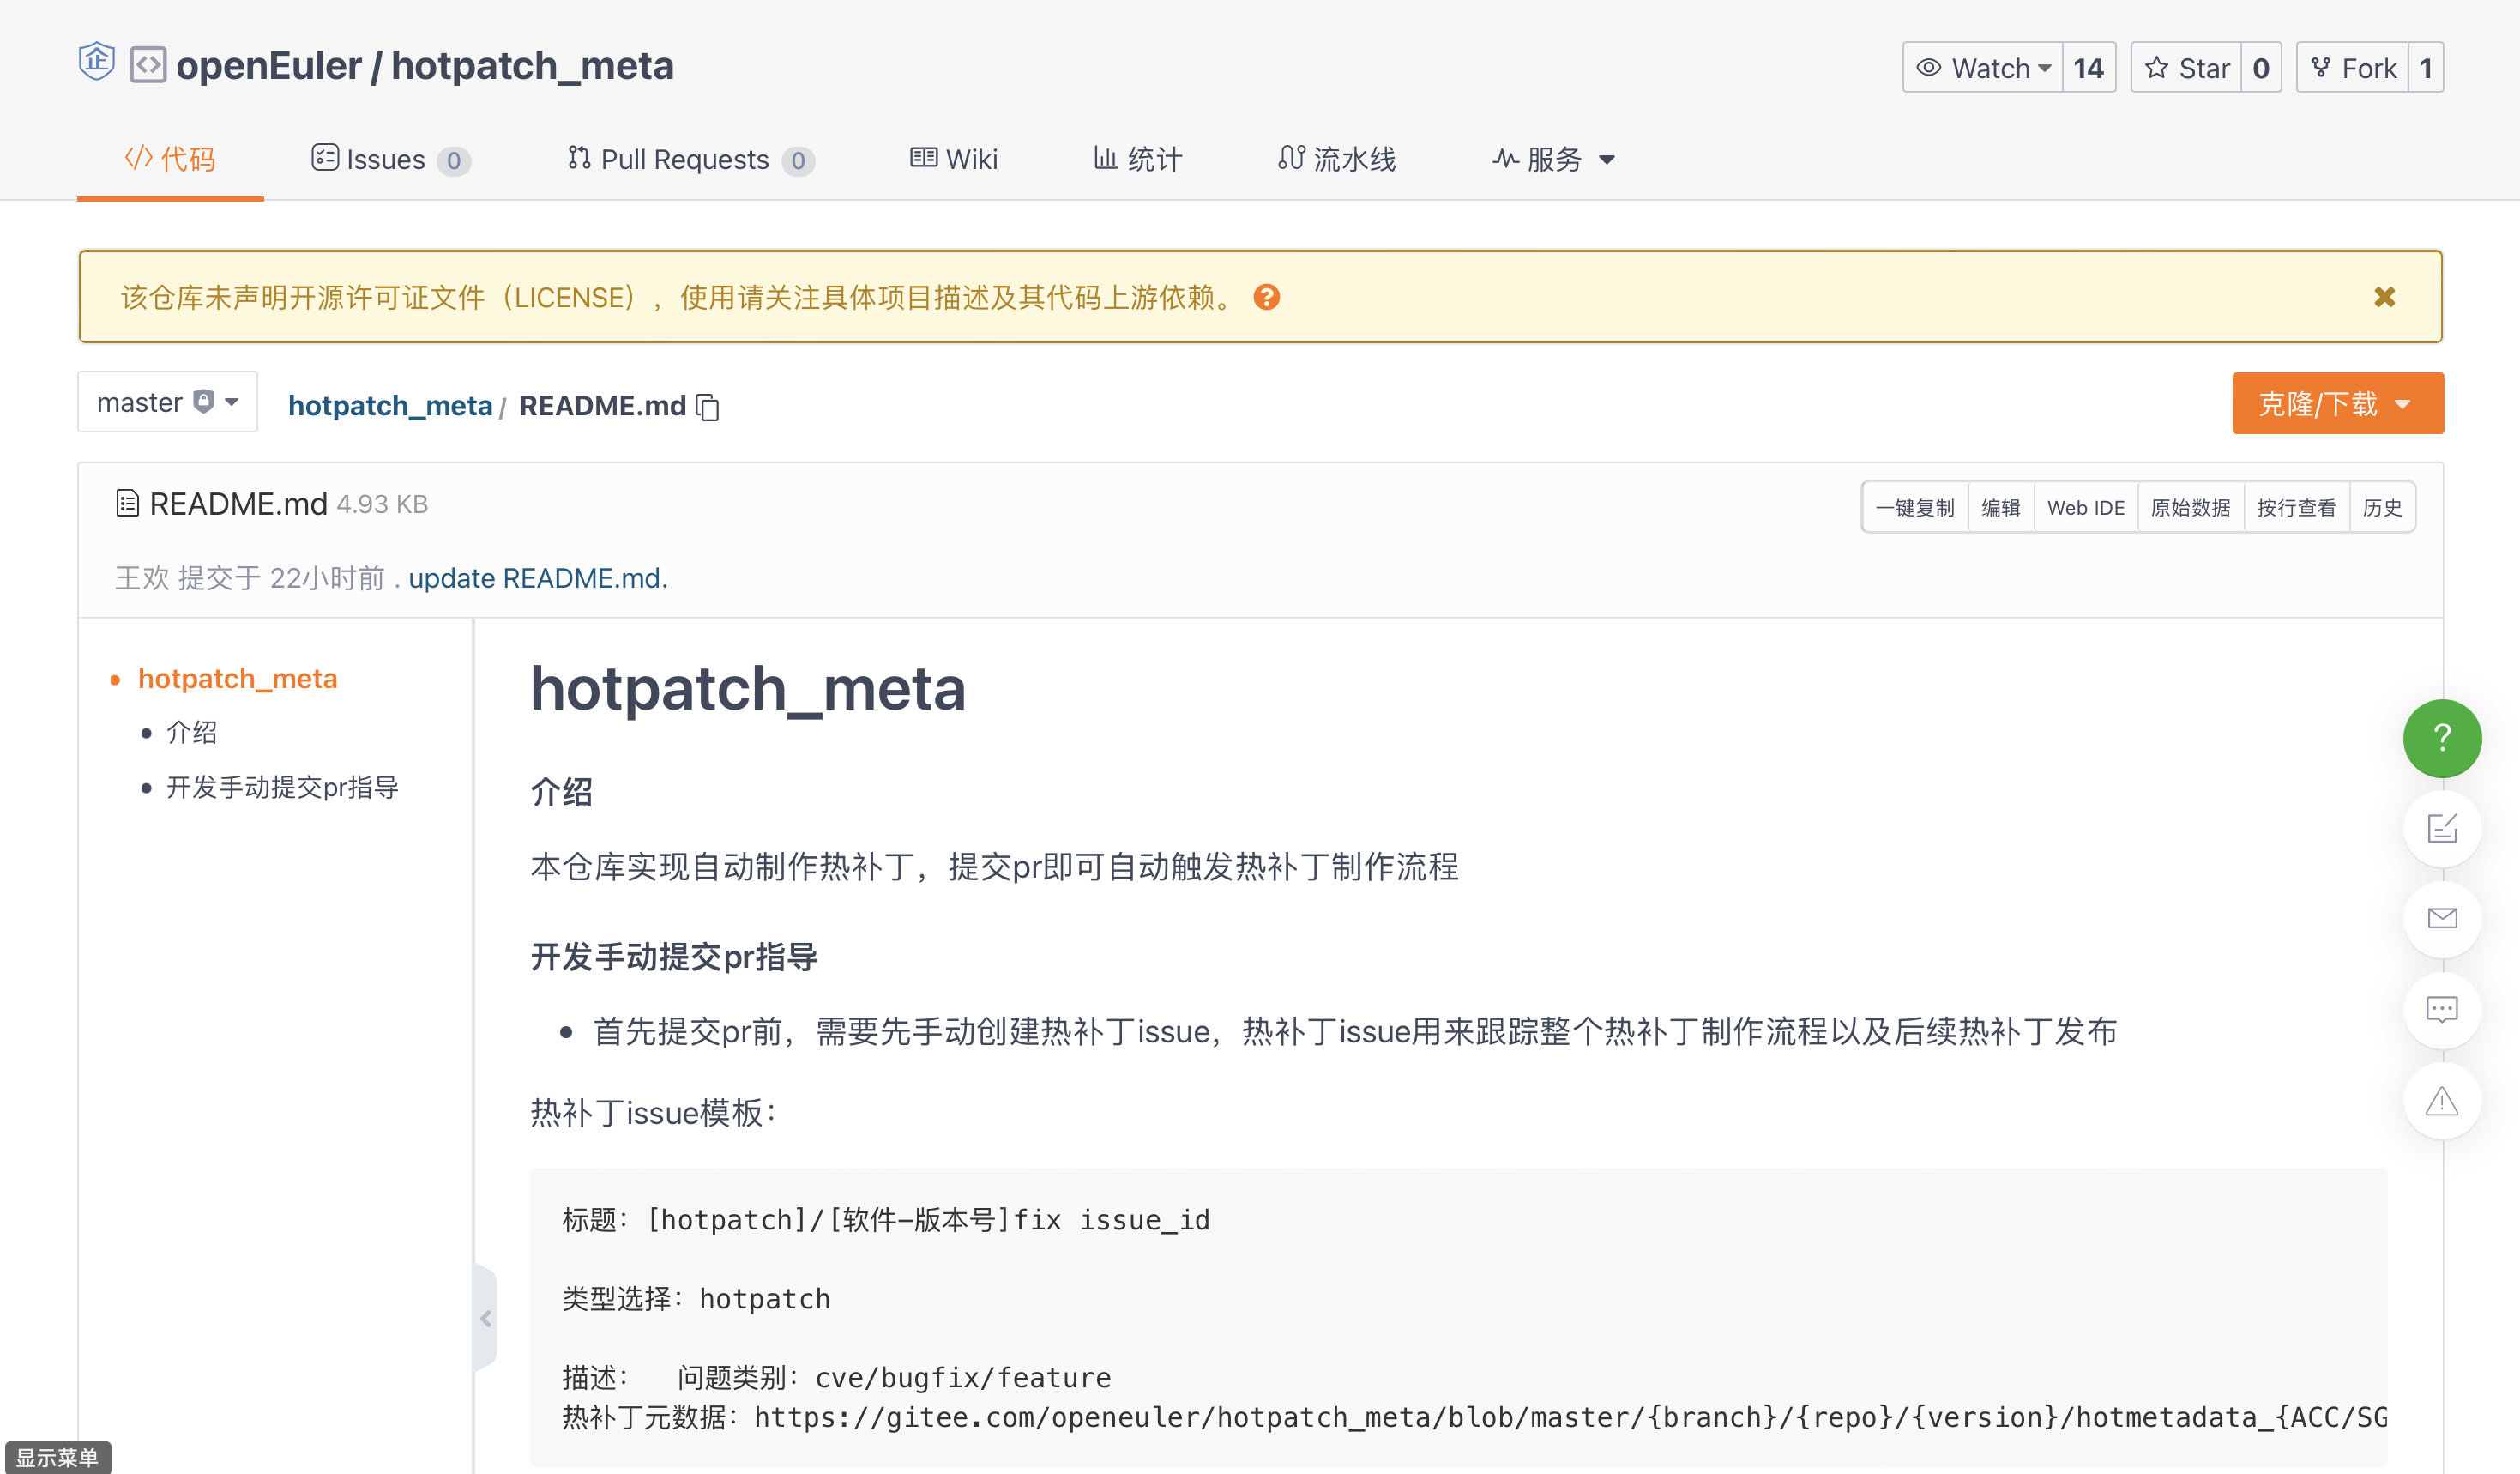 企 openEuler / hotpatch_meta
Watch 14 Star 0 Fork 1
代码 Issues 0 Pull Requests 0 Wiki 统计 流水线 服务
该仓库未声明开源许可证文件（LICENSE），使用请关注具体项目描述及其代码上游依赖。 ?
master hotpatch_meta / README.md 克隆/下载
README.md 4.93 KB
一键复制 编辑 Web IDE 原始数据 按行查看 历史
王欢 提交于 22小时前 . update README.md.
hotpatch_meta
介绍
开发手动提交pr指导
hotpatch_meta
介绍
本仓库实现自动制作热补丁，提交pr即可自动触发热补丁制作流程
开发手动提交pr指导
首先提交pr前，需要先手动创建热补丁issue，热补丁issue用来跟踪整个热补丁制作流程以及后续热补丁发布
热补丁issue模板：
标题：[hotpatch]/[软件-版本号]fix issue_id
类型选择：hotpatch
描述： 问题类别：cve/bugfix/feature
热补丁元数据：https://gitee.com/openeuler/hotpatch_meta/blob/master/{branch}/{repo}/{version}/hotmetadata_{ACC/SG
?
显示菜单